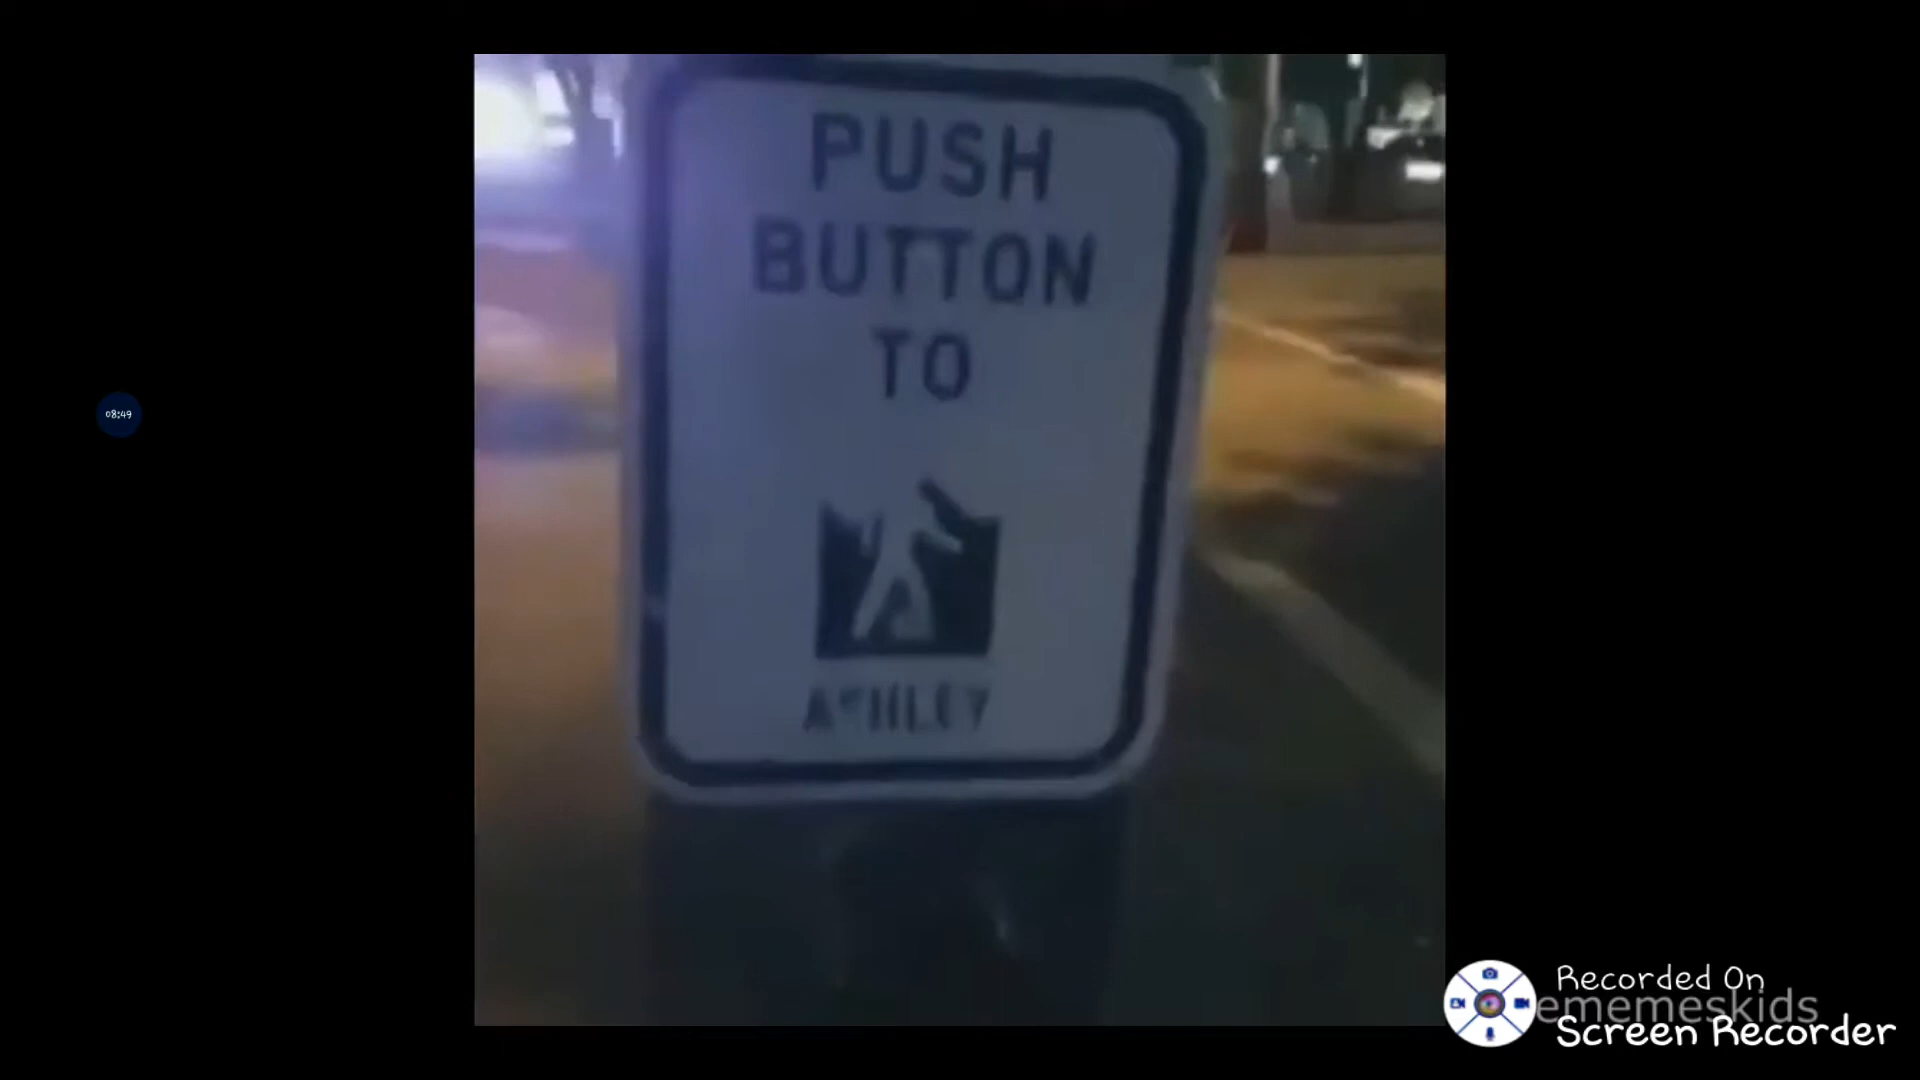 PUSH
BUTTON
TO
ASHLEY
08:49
Recorded On
ememeskids
Screen Recorder